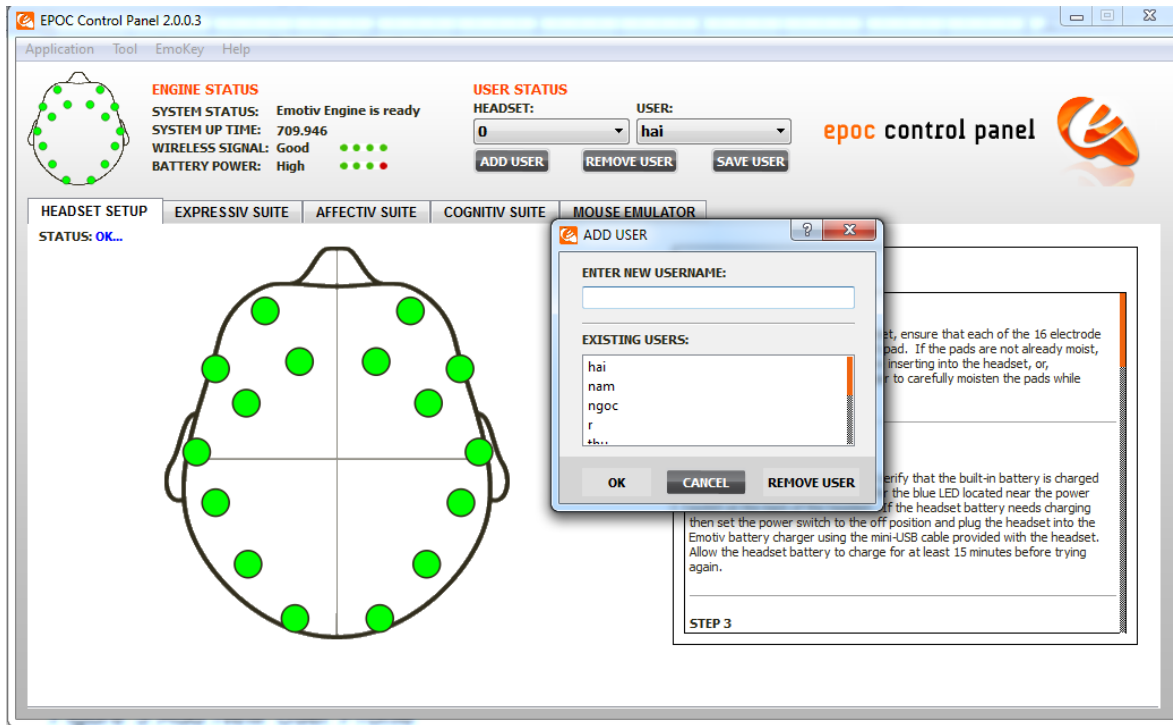 EPOC Control Panel 2.0.0.3
Application Tool EmoKey Help
ENGINE STATUS
SYSTEM STATUS: Emotiv Engine is ready
SYSTEM UP TIME: 709.946
WIRELESS SIGNAL: Good
BATTERY POWER: High
USER STATUS
HEADSET: USER:
0 hai
ADD USER REMOVE USER SAVE USER
epoc control panel
HEADSET SETUP EXPRESSIV SUITE AFFECTIV SUITE COGNITIV SUITE MOUSE EMULATOR
STATUS: OK...
ADD USER
ENTER NEW USERNAME:
EXISTING USERS:
hai
nam
ngoc
r
thu
OK CANCEL REMOVE USER
et, ensure that each of the 16 electrode
pad. If the pads are not already moist,
inserting into the headset, or,
r to carefully moisten the pads while
erify that the built-in battery is charged
r the blue LED located near the power
If the headset battery needs charging
then set the power switch to the off position and plug the headset into the
Emotiv battery charger using the mini-USB cable provided with the headset.
Allow the headset battery to charge for at least 15 minutes before trying
again.
STEP 3